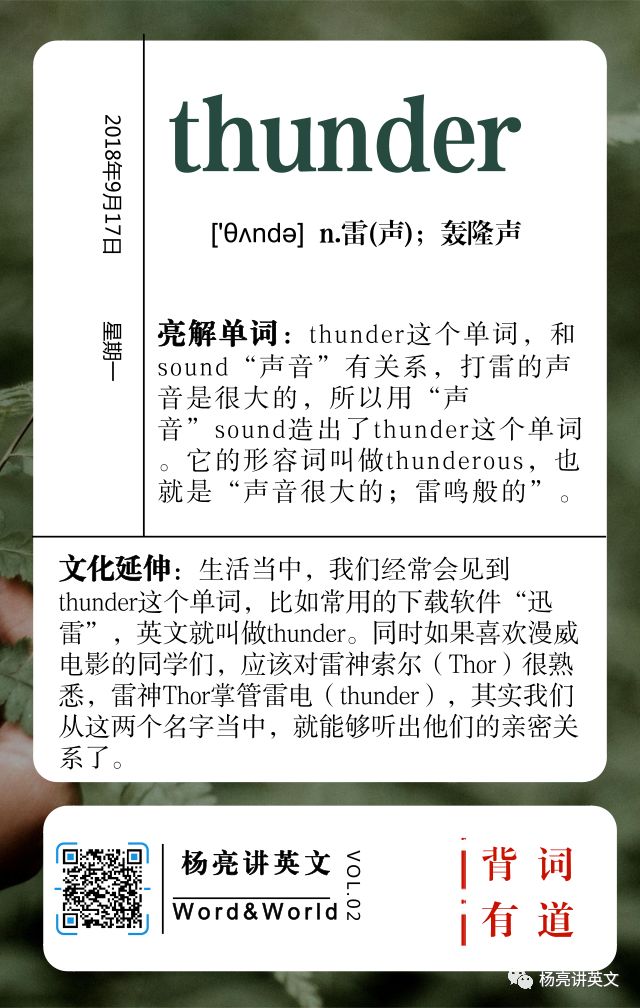 thunder
2018年9月17日
星期一
['θʌndə] n.雷(声)；轰隆声
亮解单词：thunder这个单词，和
sound“声音”有关系，打雷的声
音是很大的，所以用“声
音”sound造出了thunder这个单词
。它的形容词叫做thunderous，也
就是“声音很大的；雷鸣般的”。
文化延伸：生活当中，我们经常会见到
thunder这个单词，比如常用的下载软件“迅
雷”，英文就叫做thunder。同时如果喜欢漫威
电影的同学们，应该对雷神索尔（Thor）很熟
悉，雷神Thor掌管雷电（thunder），其实我们
从这两个名字当中，就能够听出他们的亲密关
系了。
杨亮讲英文
Word&World
VOL.02
背词
有道
杨亮讲英文